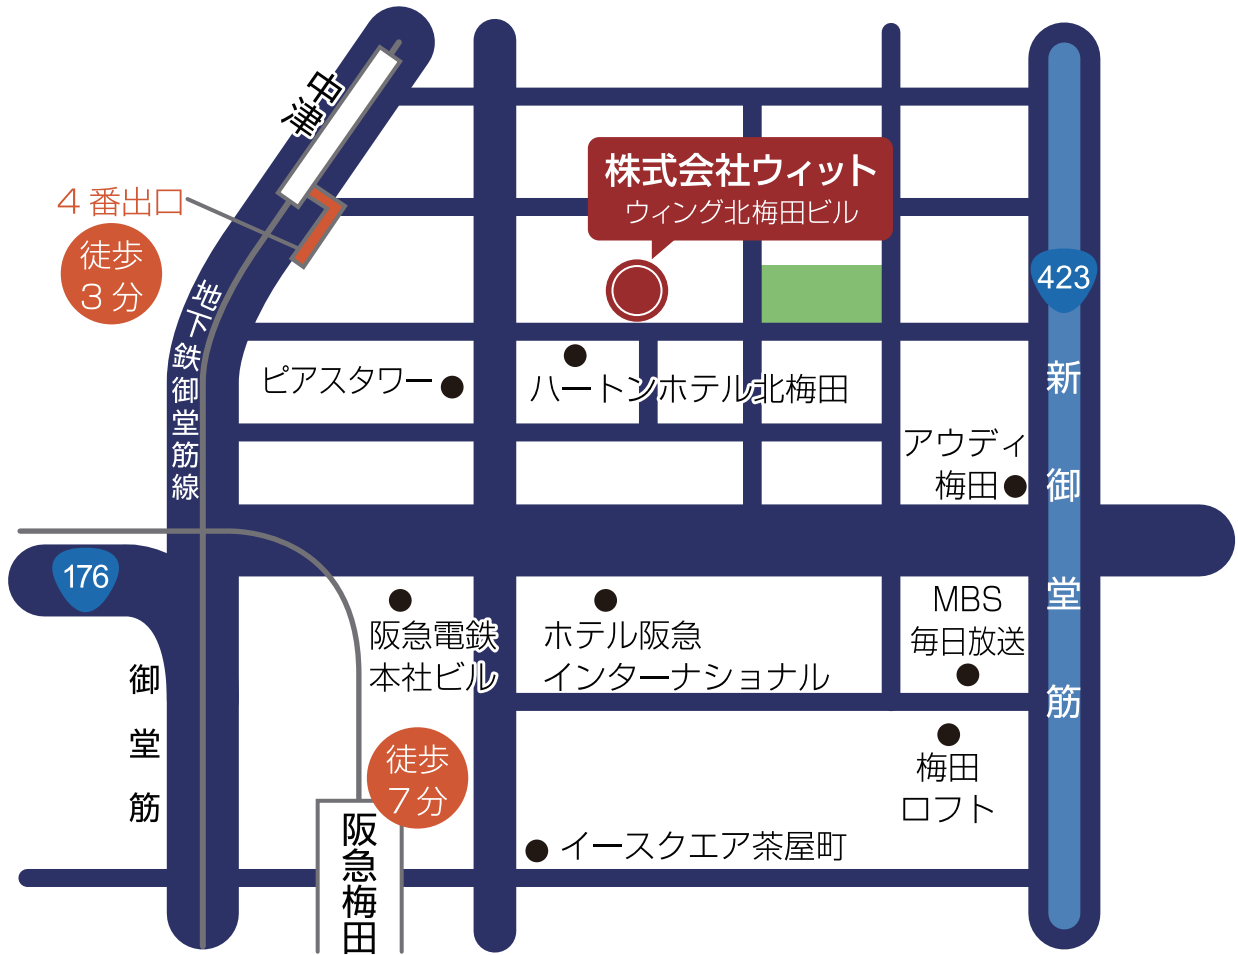 中津
４番出口
徒歩
３分
地下鉄御堂筋線
株式会社ウィット
ウィング北梅田ビル
423
新御堂筋
ピアスタワー
ハートンホテル北梅田
アウディ
梅田
176
御堂筋
阪急電鉄
本社ビル
ホテル阪急
インターナショナル
MBS
毎日放送
徒歩
７分
阪急梅田
梅田
ロフト
イースクエア茶屋町